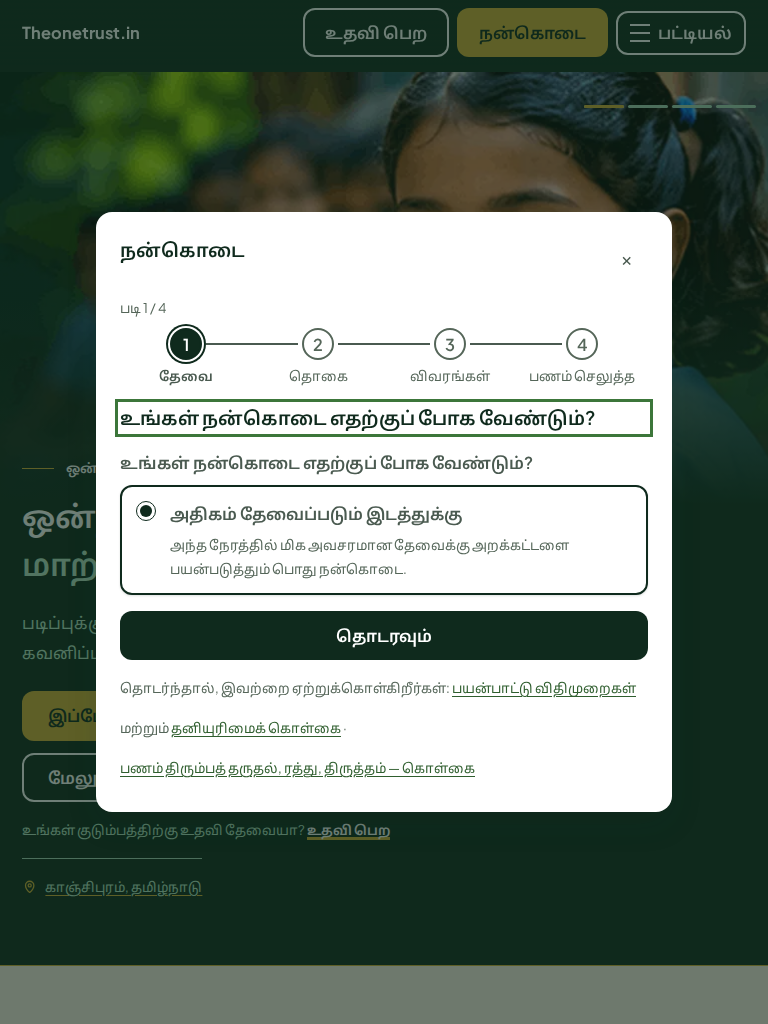 Theonetrust.in
உதவி பெற
நன்கொடை
பட்டியல்
நன்கொடை
×
படி 1 / 4
1
2
3
4
தேவை
தொகை
விவரங்கள்
பணம் செலுத்த
உங்கள் நன்கொடை எதற்குப் போக வேண்டும்?
உங்கள் நன்கொடை எதற்குப் போக வேண்டும்?
அதிகம் தேவைப்படும் இடத்துக்கு
அந்த நேரத்தில் மிக அவசரமான தேவைக்கு அறக்கட்டளை
பயன்படுத்தும் பொது நன்கொடை.
தொடரவும்
தொடர்ந்தால், இவற்றை ஏற்றுக்கொள்கிறீர்கள்: பயன்பாட்டு விதிமுறைகள்
மற்றும் தனியுரிமைக் கொள்கை ·
பணம் திரும்பத் தருதல், ரத்து, திருத்தம் — கொள்கை
உங்கள் குடும்பத்திற்கு உதவி தேவையா? உதவி பெற
காஞ்சிபுரம், தமிழ்நாடு